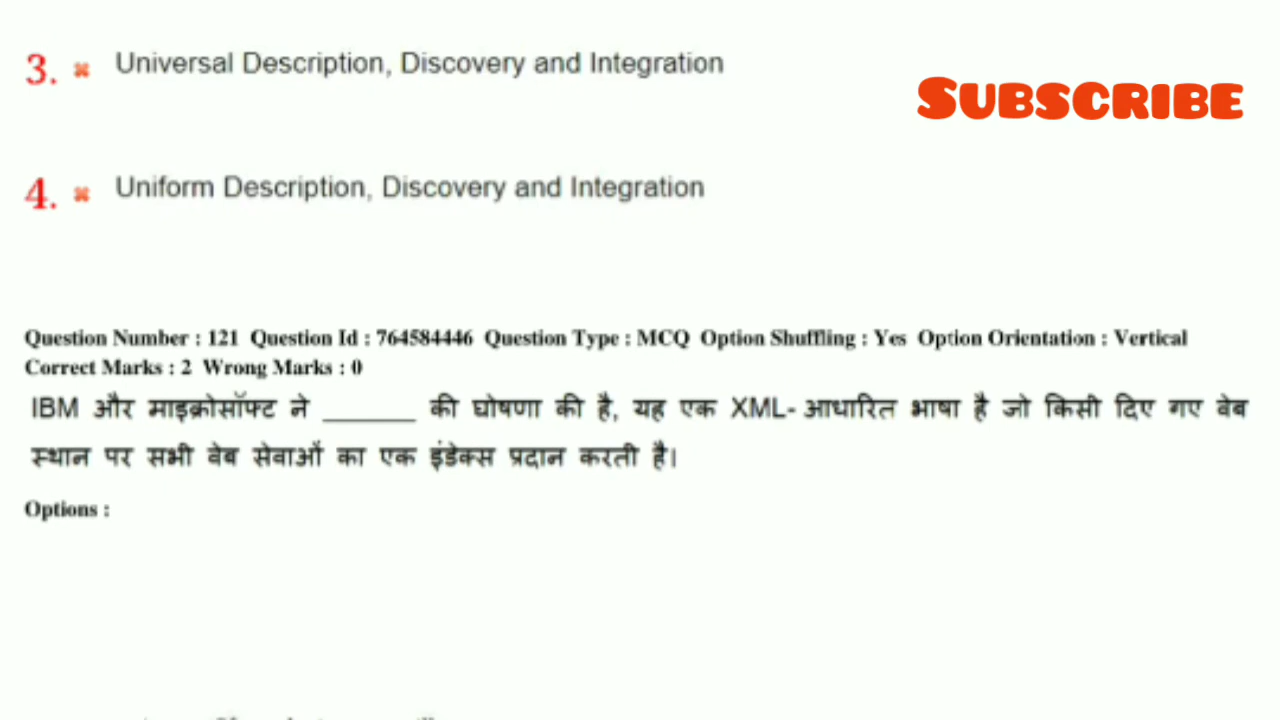 3. Universal Description, Discovery and Integration
SUBSCRIBE
4. Uniform Description, Discovery and Integration
Question Number : 121 Question Id : 764584446 Question Type : MCQ Option Shuffling : Yes Option Orientation : Vertical
Correct Marks : 2 Wrong Marks : 0
IBM और माइक्रोसॉफ्ट ने _______ की घोषणा की है, यह एक XML- आधारित भाषा है जो किसी दिए गए वेब
स्थान पर सभी वेब सेवाओं का एक इंडेक्स प्रदान करती है।
Options :